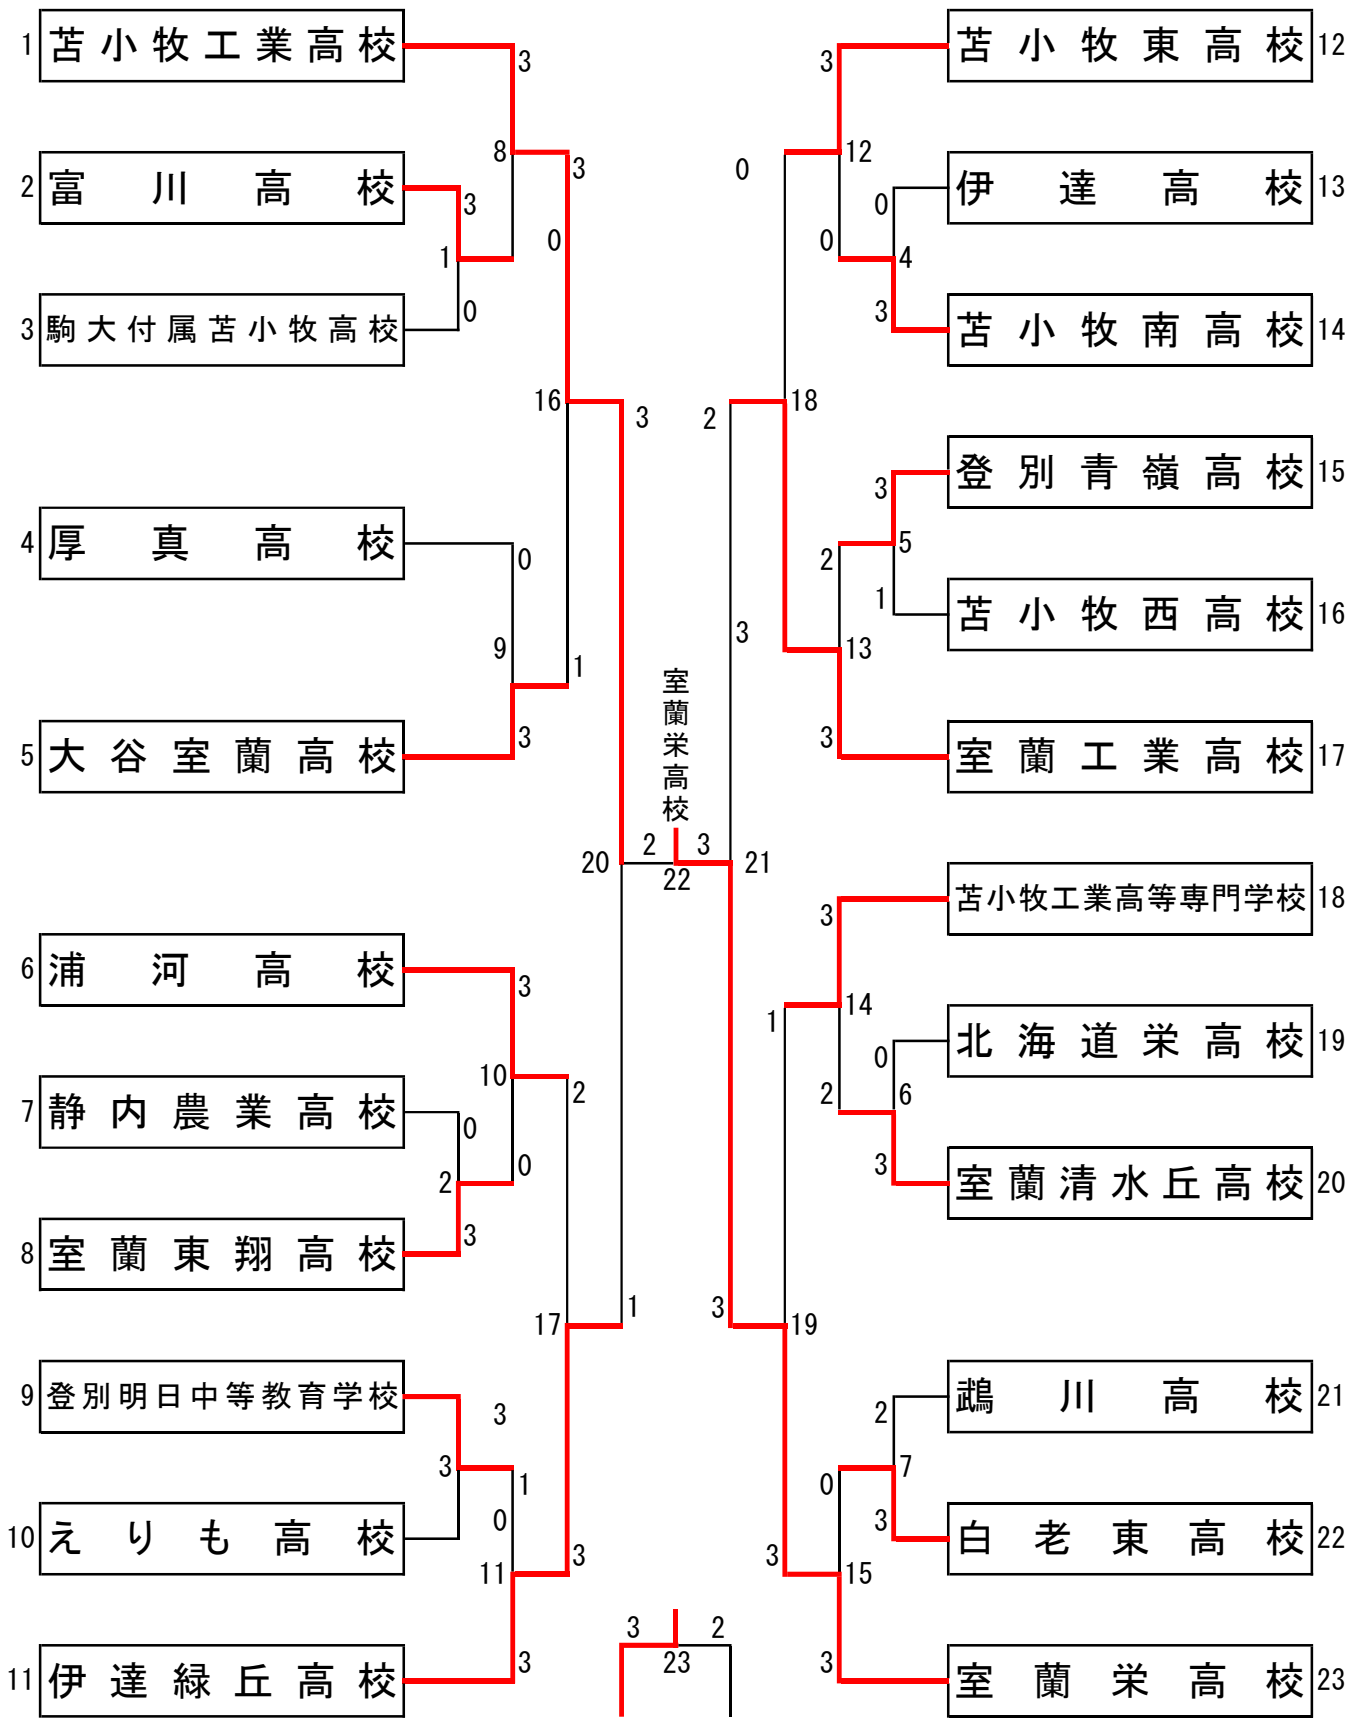 1 苫小牧工業高校
3
8
3
2 富川高校
3
1
0
0
3 駒大付属苫小牧高校
16
3
4 厚真高校
0
9
1
5 大谷室蘭高校
3
20
2
22
室蘭栄高校
6 浦河高校
3
10
2
7 静内農業高校
0
2
0
8 室蘭東翔高校
3
17
1
9 登別明日中等教育学校
3
3
1
10 えりも高校
0
11
3
11 伊達緑丘高校
3
3
2
23
苫小牧東高校 12
3
0
12
伊達高校 13
0
0
4
苫小牧南高校 14
3
2
18
登別青嶺高校 15
3
2
5
苫小牧西高校 16
1
3
13
室蘭工業高校 17
3
3
21
苫小牧工業高等専門学校 18
3
1
14
北海道栄高校 19
0
2
6
室蘭清水丘高校 20
3
3
19
鵡川高校 21
2
0
7
白老東高校 22
3
3
15
室蘭栄高校 23
3